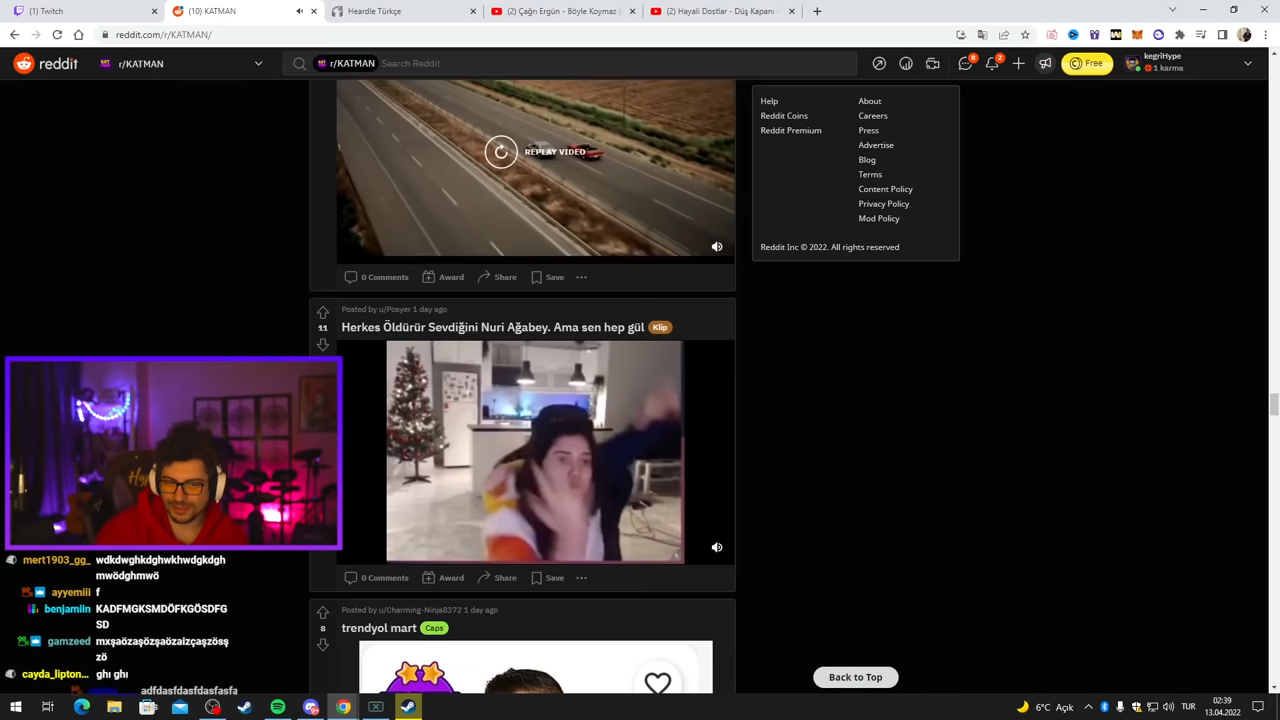 (1) Twitch
(10) KATMAN
Heardle Türkçe
(2) Çağrı Ergün - Böyle Koymaz (
(2) Hayali Dostlar - Düş Kapanı -
reddit.com/r/KATMAN/
reddit
r/KATMAN
r/KATMAN
Search Reddit
8
2
Free
kegriHype
1 karma
Help
About
Reddit Coins
Careers
Reddit Premium
Press
Advertise
Blog
Terms
Content Policy
Privacy Policy
Mod Policy
Reddit Inc © 2022. All rights reserved
REPLAY VIDEO
0 Comments
Award
Share
Save
Posted by u/Posyer 1 day ago
11
Herkes Öldürür Sevdiğini Nuri Ağabey. Ama sen hep gül
Klip
0 Comments
Award
Share
Save
Posted by u/Charming-Ninja8372 1 day ago
8
trendyol mart
Caps
mert1903_gg_ wdkdwghkdghwkhwdgkdgh
mwödghmwö
ayyemiii f
benjamiin KADFMGKSMDÖFKGÖSDFG
SD
gamzeed mxşaözaşözşaözaizçaşzösş
zö
cayda_lipton... ghı ghı
adfdasfdasfdasfasfa
Back to Top
6°C Açık
TUR
02:39
13.04.2022